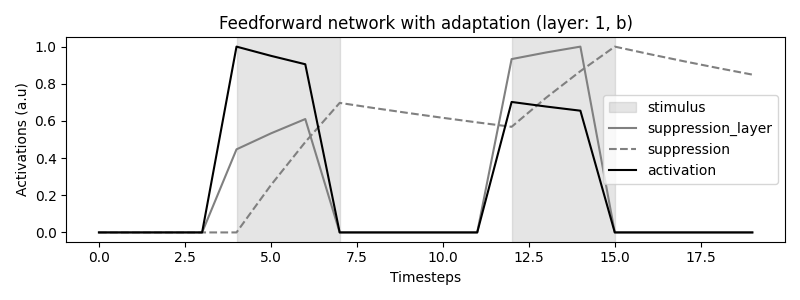 Feedforward network with adaptation (layer: 1, b)
Activations (a.u)
1.0
0.8
0.6
0.4
0.2
0.0
stimulus
suppression_layer
suppression
activation
0.0 2.5 5.0 7.5 10.0 12.5 15.0 17.5
Timesteps